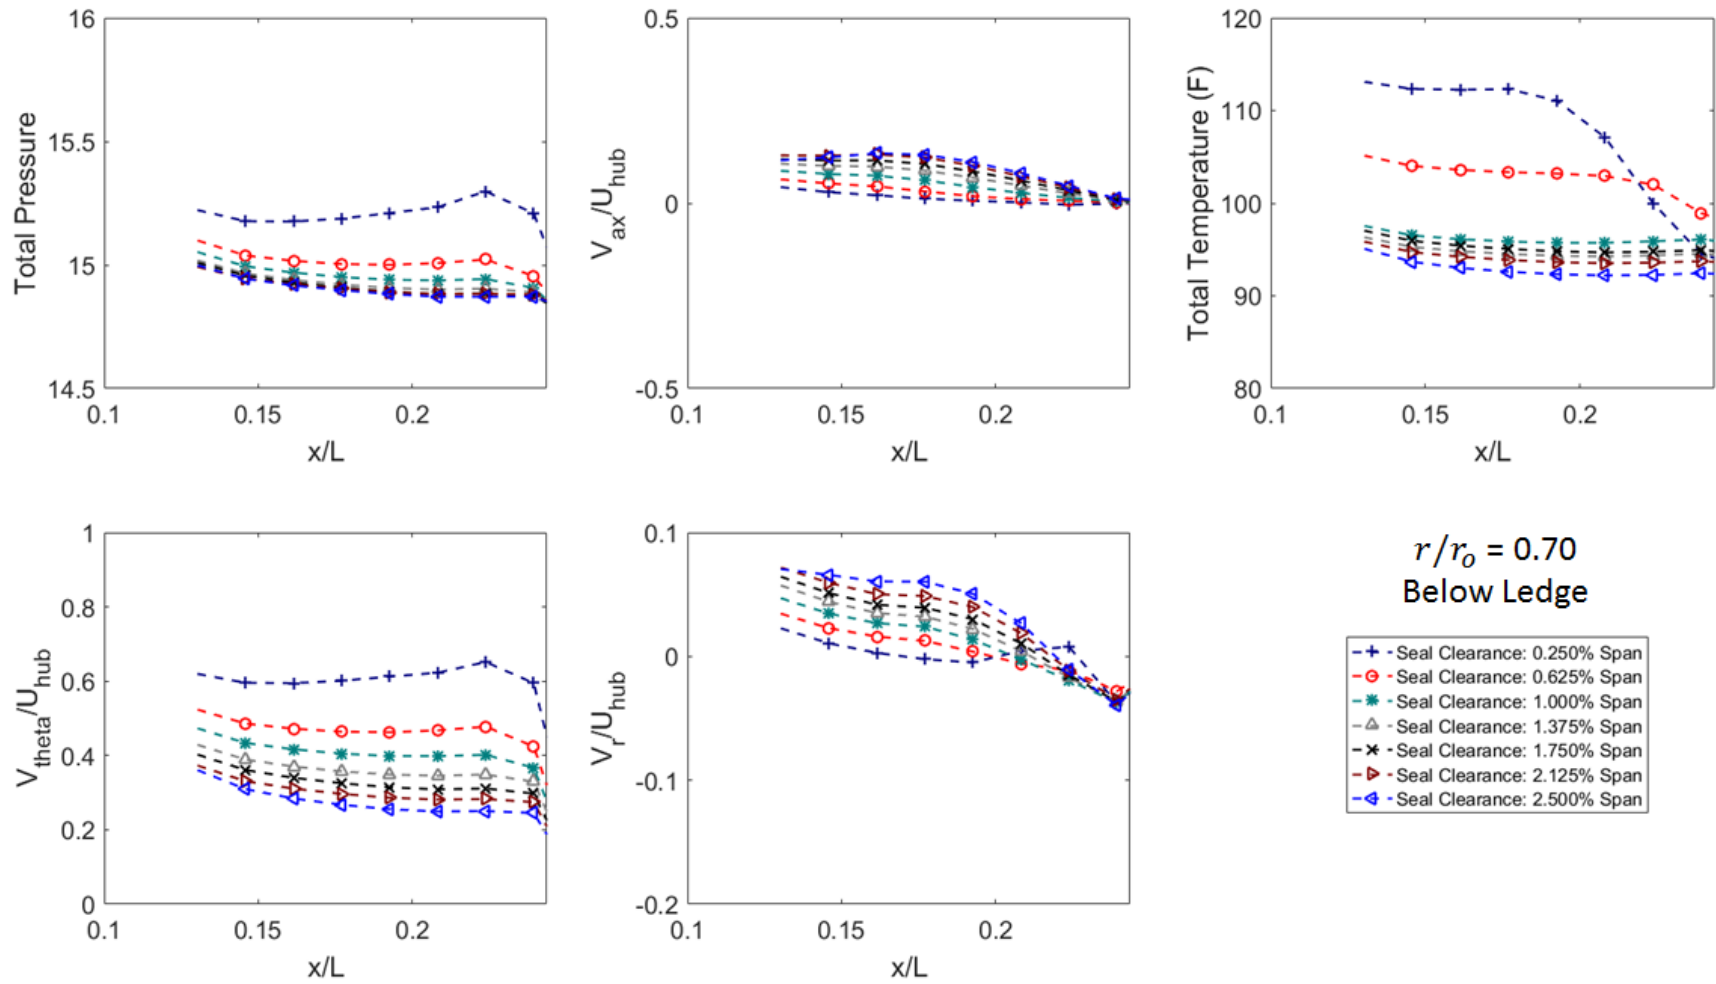 16
15.5
15
14.5
Total Pressure
0.1
0.15
0.2
x/L
0.5
0
-0.5
V_ax/U_hub
0.1
0.15
0.2
x/L
120
110
100
90
80
Total Temperature (F)
0.1
0.15
0.2
x/L
1
0.8
0.6
0.4
0.2
0
V_theta/U_hub
0.1
0.15
0.2
x/L
0.1
0
-0.1
-0.2
V_r/U_hub
0.1
0.15
0.2
x/L
r/r_o = 0.70
Below Ledge
Seal Clearance: 0.250% Span
Seal Clearance: 0.625% Span
Seal Clearance: 1.000% Span
Seal Clearance: 1.375% Span
Seal Clearance: 1.750% Span
Seal Clearance: 2.125% Span
Seal Clearance: 2.500% Span